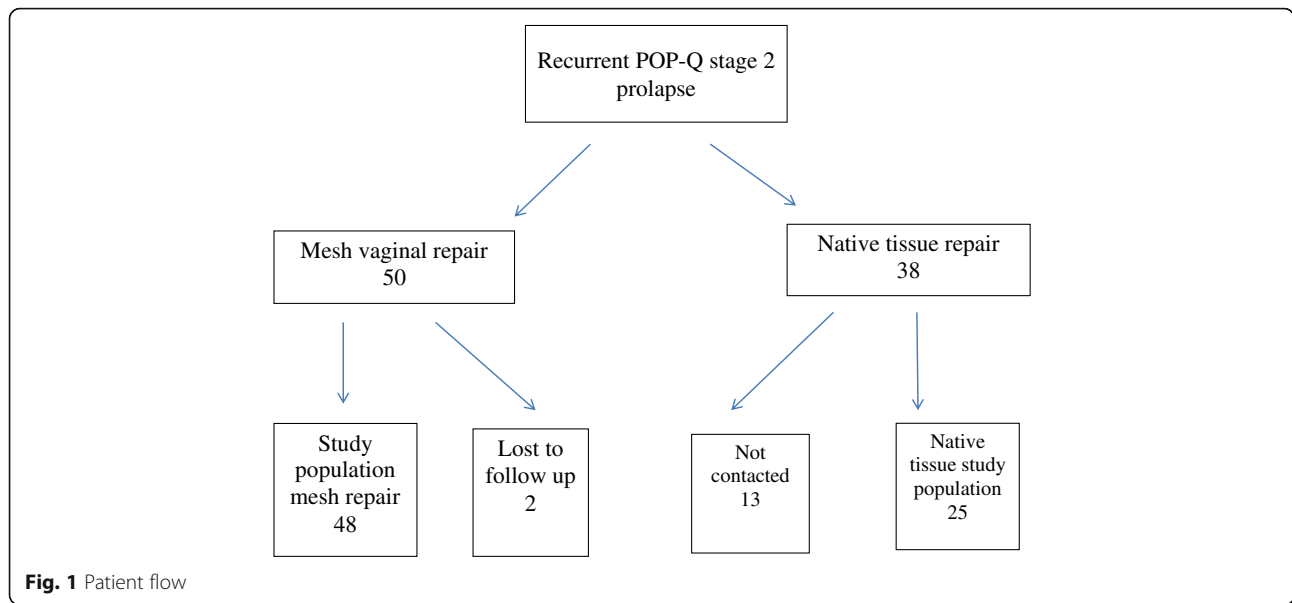 Recurrent POP-Q stage 2
prolapse
Mesh vaginal repair
50
Native tissue repair
38
Study
population
mesh repair
48
Lost to
follow up
2
Not
contacted
13
Native
tissue study
population
25
Fig. 1 Patient flow